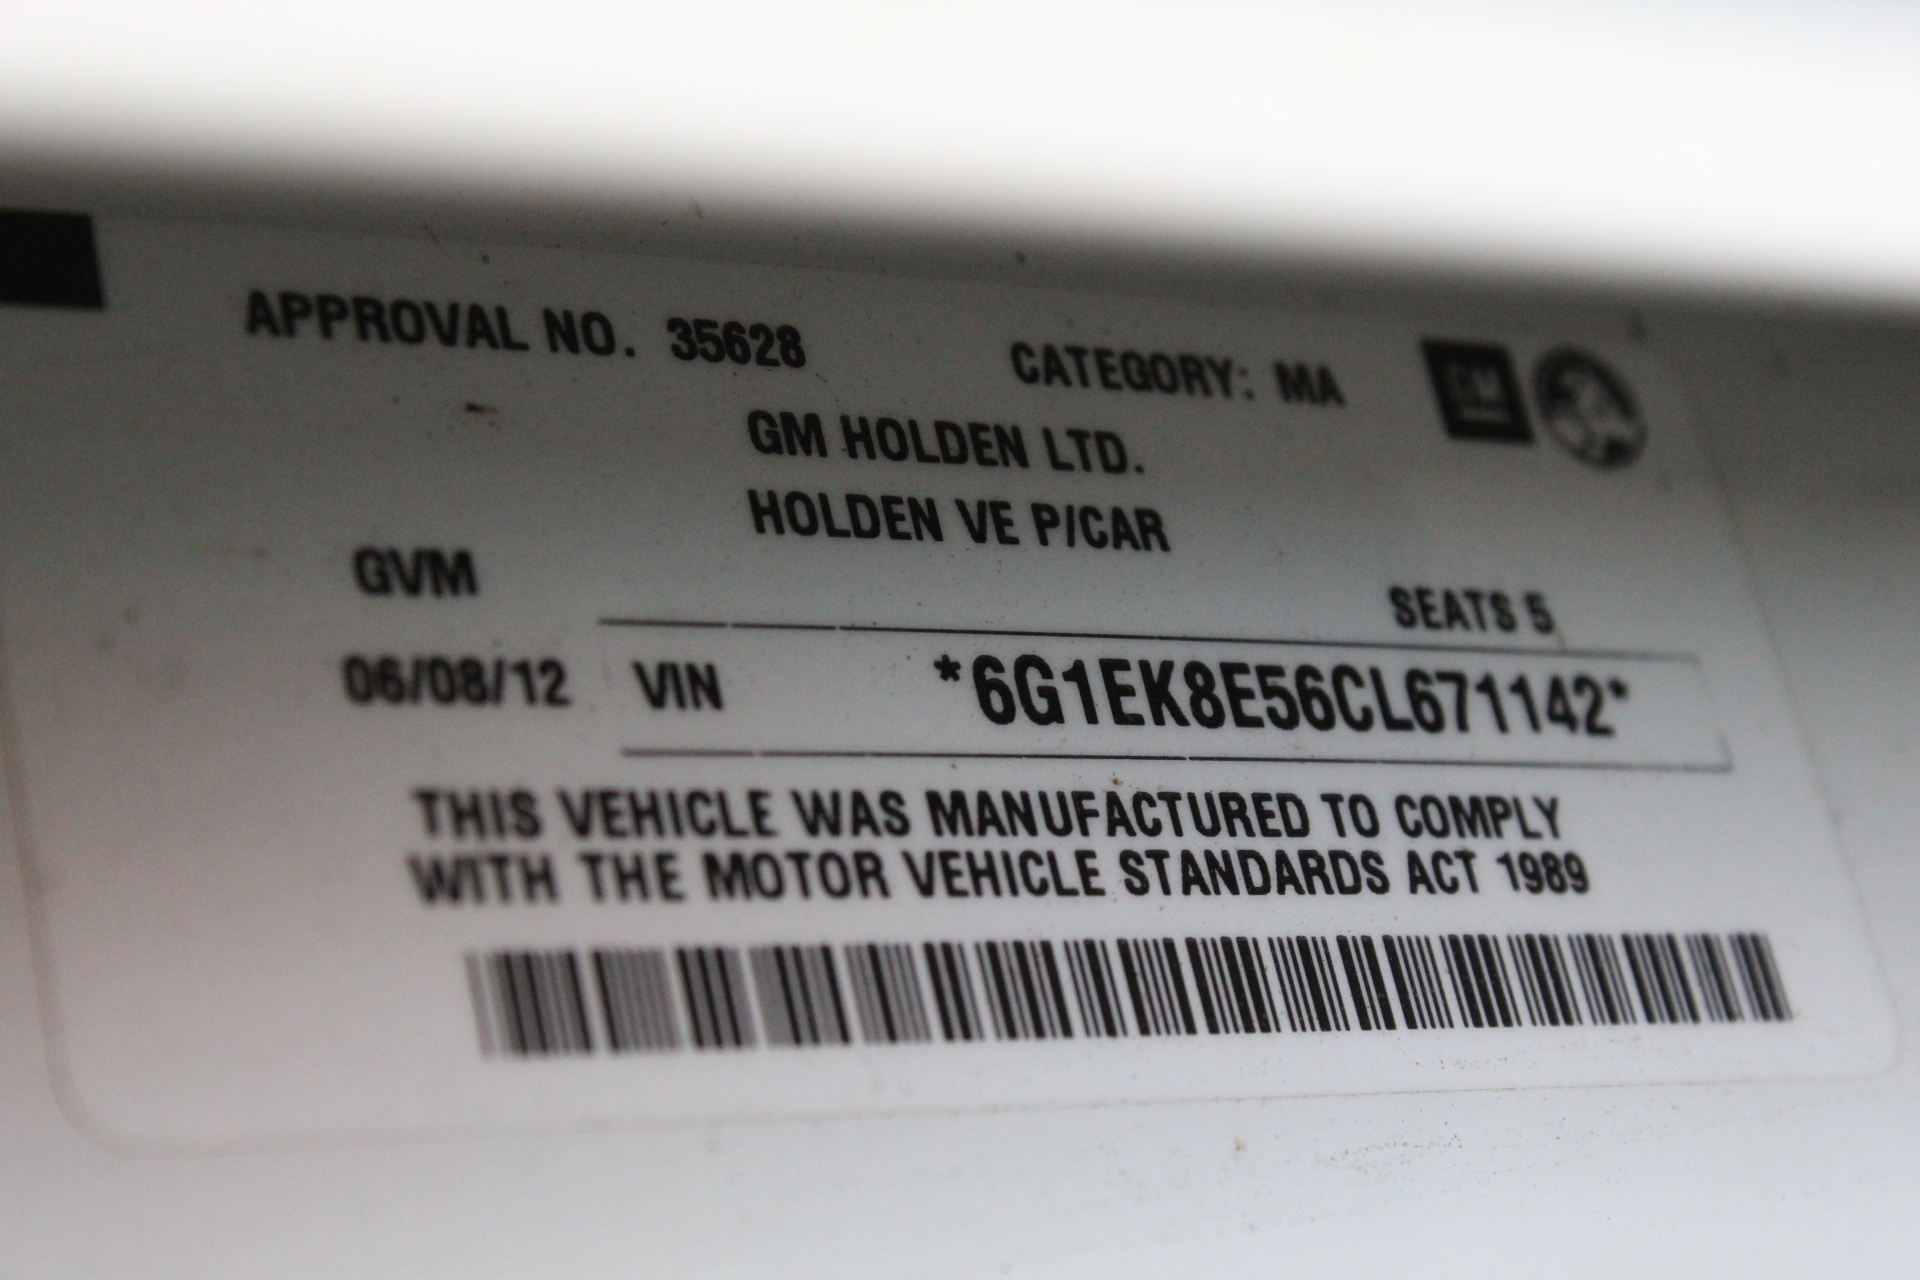 APPROVAL NO. 35628 CATEGORY: MA GM
GM HOLDEN LTD.
HOLDEN VE P/CAR
GVM
SEATS 5
06/08/12 VIN *6G1EK8E56CL671142*
THIS VEHICLE WAS MANUFACTURED TO COMPLY
WITH THE MOTOR VEHICLE STANDARDS ACT 1989